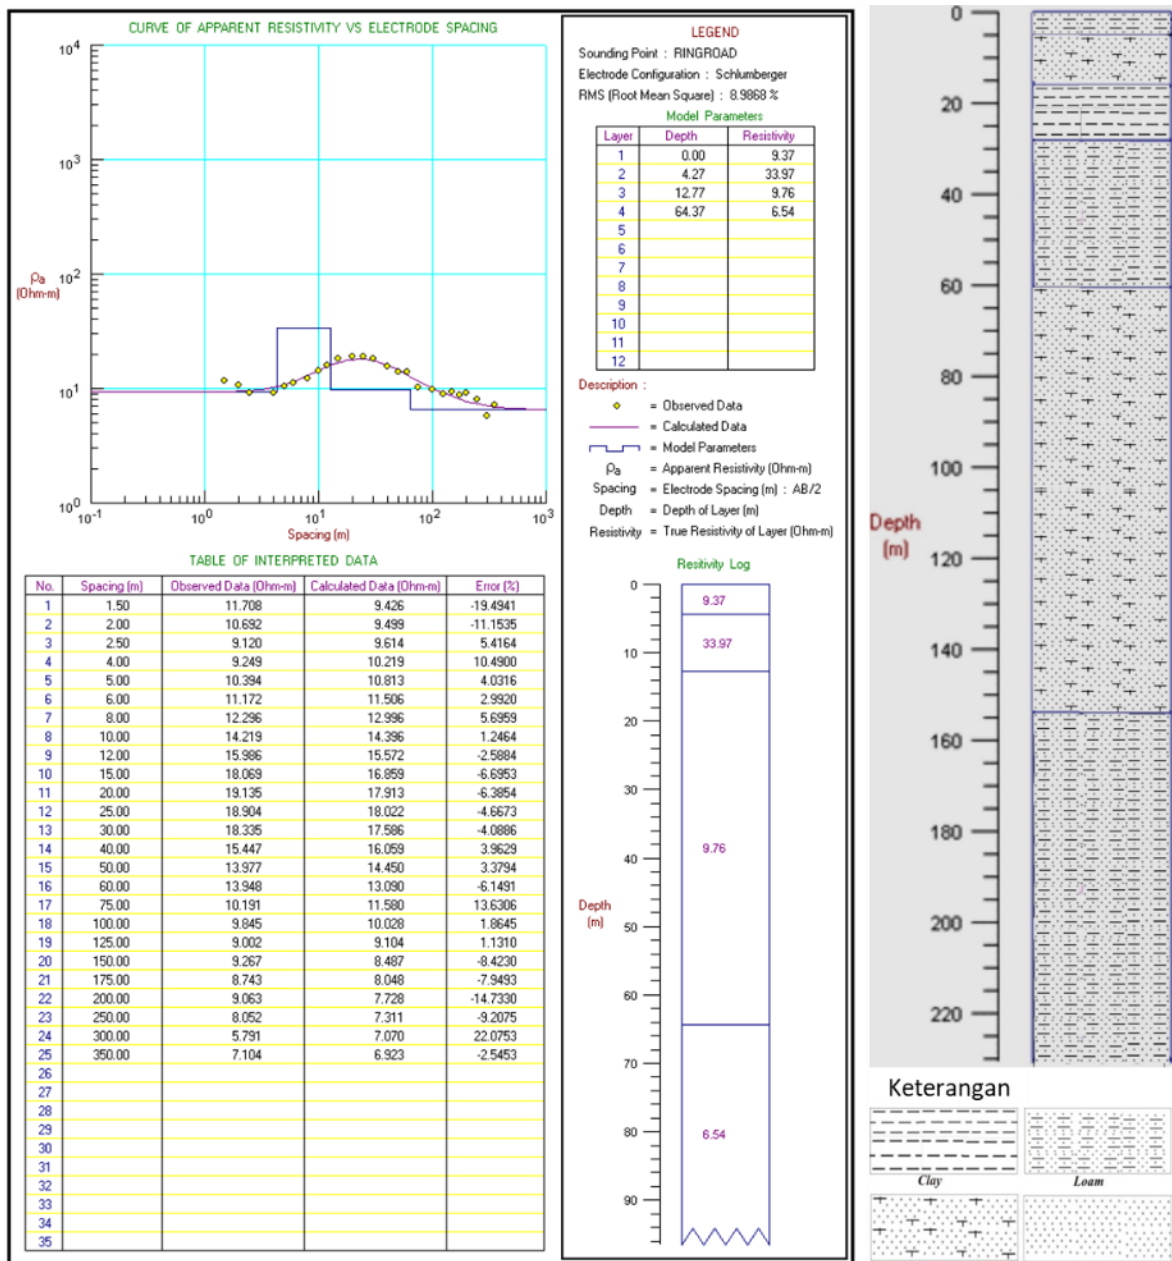 CURVE OF APPARENT RESISTIVITY VS ELECTRODE SPACING
10⁴
10³
ρa 10²
(Ohm-m)
10¹
10⁰
10⁻¹ 10⁰ 10¹ 10² 10³
Spacing (m)
TABLE OF INTERPRETED DATA
No. Spacing (m) Observed Data (Ohm-m) Calculated Data (Ohm-m) Error (%)
1 1.50 11.708 9.426 -19.4941
2 2.00 10.692 9.499 -11.1535
3 2.50 9.120 9.614 5.4164
4 4.00 9.249 10.219 10.4900
5 5.00 10.394 10.813 4.0316
6 6.00 11.172 11.506 2.9920
7 8.00 12.296 12.996 5.6959
8 10.00 14.219 14.396 1.2464
9 12.00 15.986 15.572 -2.5884
10 15.00 18.069 16.859 -6.6953
11 20.00 19.135 17.913 -6.3854
12 25.00 18.904 18.022 -4.6673
13 30.00 18.335 17.586 -4.0886
14 40.00 15.447 16.059 3.9629
15 50.00 13.977 14.450 3.3794
16 60.00 13.948 13.090 -6.1491
17 75.00 10.191 11.580 13.6306
18 100.00 9.845 10.028 1.8645
19 125.00 9.002 9.104 1.1310
20 150.00 9.267 8.487 -8.4230
21 175.00 8.743 8.048 -7.9493
22 200.00 9.063 7.728 -14.7330
23 250.00 8.052 7.311 -9.2075
24 300.00 5.791 7.070 22.0753
25 350.00 7.104 6.923 -2.5453
26
27
28
29
30
31
32
33
34
35
LEGEND
Sounding Point : RINGROAD
Electrode Configuration : Schlumberger
RMS (Root Mean Square) : 8.9868 %
Model Parameters
Layer Depth Resistivity
1 0.00 9.37
2 4.27 33.97
3 12.77 9.76
4 64.37 6.54
5
6
7
8
9
10
11
12
Description :
= Observed Data
= Calculated Data
= Model Parameters
ρa = Apparent Resistivity (Ohm-m)
Spacing = Electrode Spacing (m) : AB/2
Depth = Depth of Layer (m)
Resistivity = True Resistivity of Layer (Ohm-m)
Resitivity Log
0
9.37
33.97
10
20
30
9.76
40
Depth
(m)
50
60
70
80
6.54
90
0
20
40
60
80
100
Depth
(m)
120
140
160
180
200
220
Keterangan
Clay Loam